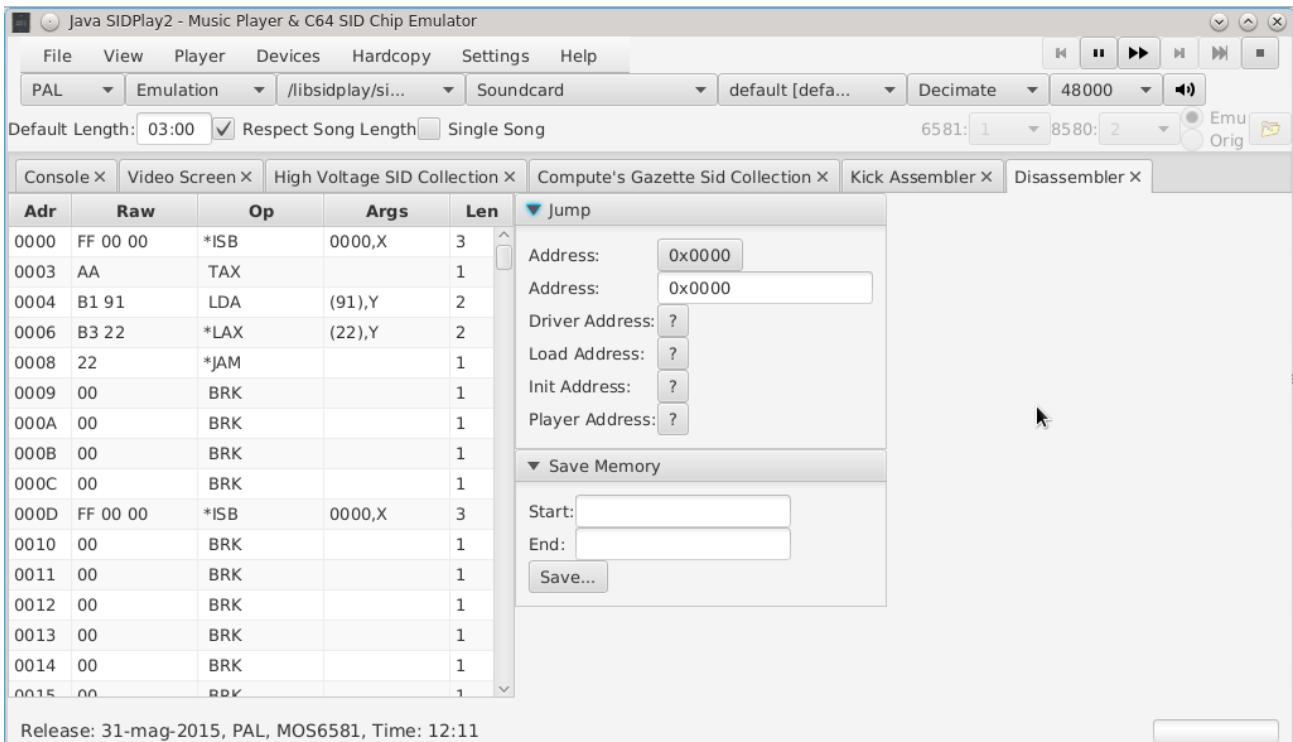 Java SIDPlay2 - Music Player & C64 SID Chip Emulator
File View Player Devices Hardcopy Settings Help
PAL Emulation /libsidplay/si... Soundcard default [defa... Decimate 48000
Default Length: 03:00 Respect Song Length Single Song 6581: 1 8580: 2 Emu
Orig
Console Video Screen High Voltage SID Collection Compute's Gazette Sid Collection Kick Assembler Disassembler
Adr Raw Op Args Len Jump
0000 FF 00 00 *ISB 0000,X 3 Address: 0x0000
0003 AA TAX 1
0004 B1 91 LDA (91),Y 2 Address: 0x0000
0006 B3 22 *LAX (22),Y 2 Driver Address: ?
0008 22 *JAM 1 Load Address: ?
0009 00 BRK 1 Init Address: ?
000A 00 BRK 1 Player Address: ?
000B 00 BRK 1 Save Memory
000C 00 BRK 1
000D FF 00 00 *ISB 0000,X 3 Start:
0010 00 BRK 1 End:
0011 00 BRK 1 Save...
0012 00 BRK 1
0013 00 BRK 1
0014 00 BRK 1
0015 00 BRK 1
Release: 31-mag-2015, PAL, MOS6581, Time: 12:11